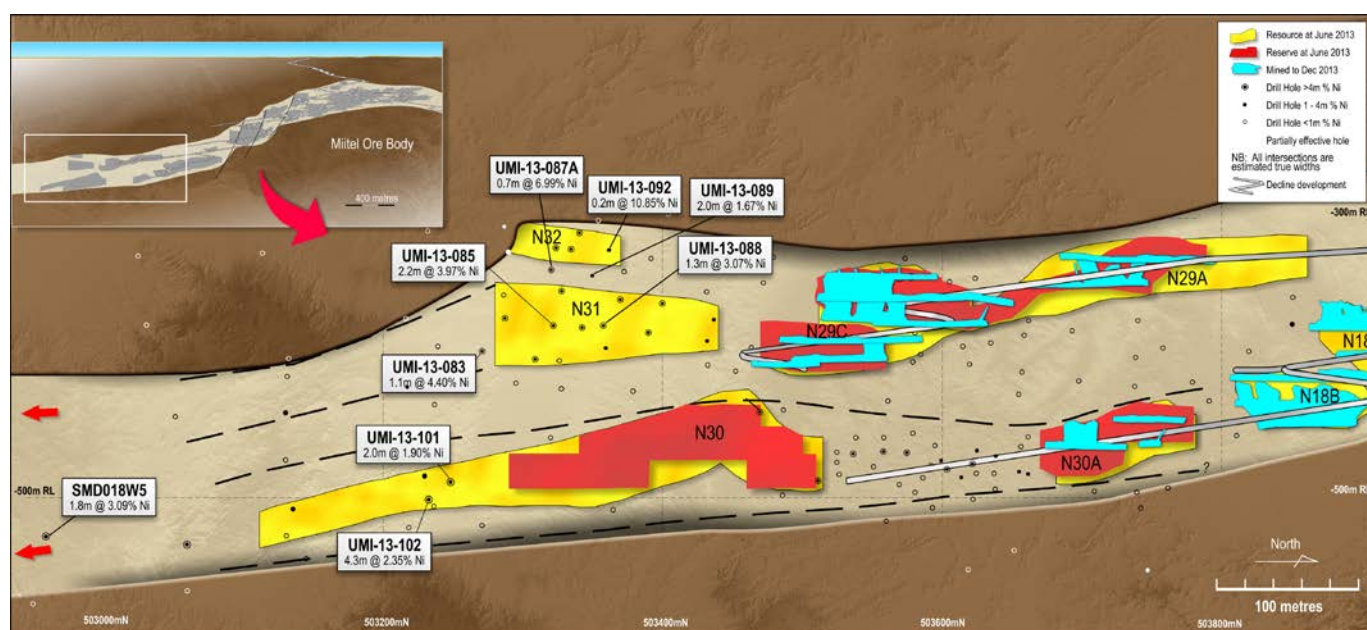 Miitel Ore Body
400 metres
Resource at June 2013
Reserve at June 2013
Mined to Dec 2013
Drill Hole >4m % Ni
Drill Hole 1 - 4m % Ni
Drill Hole <1m % Ni
Partially effective hole
NB: All intersections are
estimated true widths
Decline development
UMI-13-087A
0.7m @ 6.99% Ni
UMI-13-092
0.2m @ 10.85% Ni
UMI-13-089
2.0m @ 1.67% Ni
UMI-13-085
2.2m @ 3.97% Ni
UMI-13-088
1.3m @ 3.07% Ni
-300m R
N32
N31
N29A
N29C
N18
UMI-13-083
1.1m @ 4.40% Ni
N18B
UMI-13-101
2.0m @ 1.90% Ni
N30
N30A
?
-500m RL
-500m R
SMD018W5
1.8m @ 3.09% Ni
UMI-13-102
4.3m @ 2.35% Ni
North
100 metres
503000mN
503200mN
503400mN
503600mN
503800mN